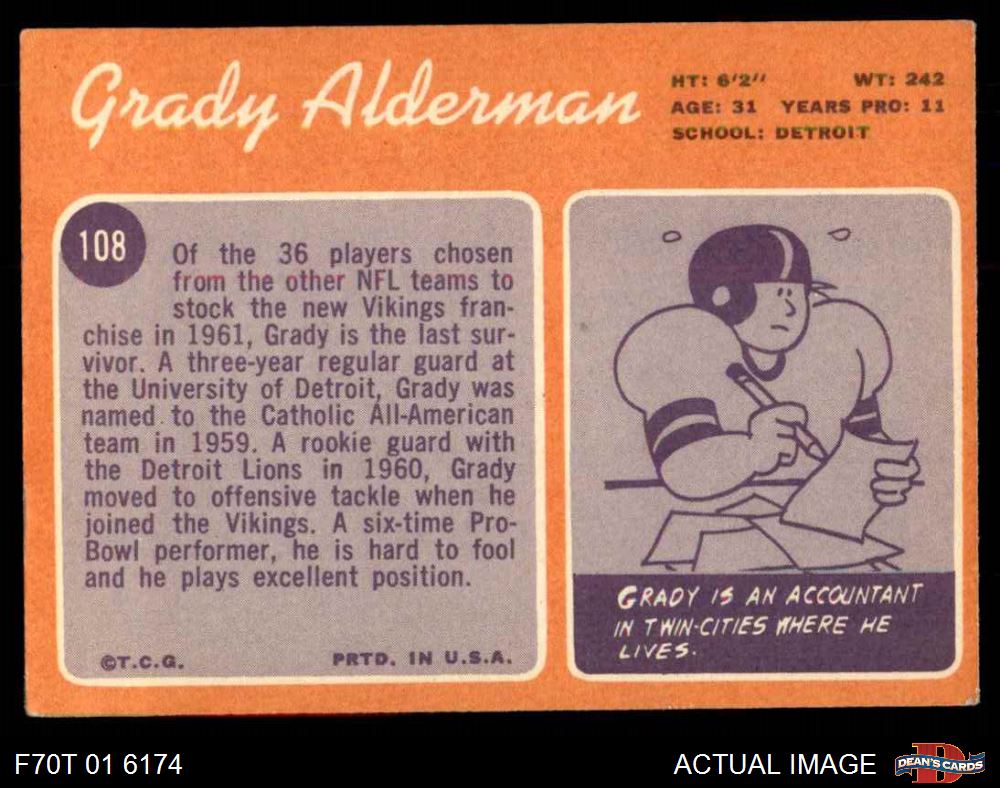 Grady Alderman
HT: 6'2" WT: 242
AGE: 31 YEARS PRO: 11
SCHOOL: DETROIT
108
Of the 36 players chosen
from the other NFL teams to
stock the new Vikings fran-
chise in 1961, Grady is the last sur-
vivor. A three-year regular guard at
the University of Detroit, Grady was
named to the Catholic All-American
team in 1959. A rookie guard with
the Detroit Lions in 1960, Grady
moved to offensive tackle when he
joined the Vikings. A six-time Pro-
Bowl performer, he is hard to fool
and he plays excellent position.
©T.C.G. PRTD. IN U.S.A.
GRADY IS AN ACCOUNTANT
IN TWIN-CITIES WHERE HE
LIVES.
F70T 01 6174 ACTUAL IMAGE
D
DEAN'S CARDS